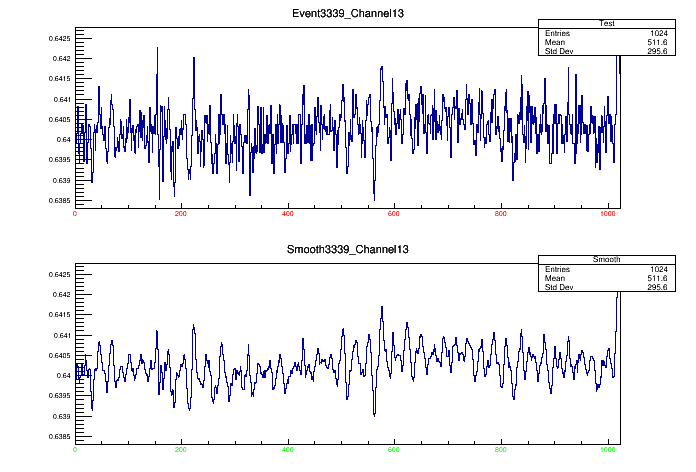 Event3339_Channel13
Test
Entries 1024
Mean 511.6
Std Dev 295.6
0.6425
0.642
0.6415
0.641
0.6405
0.64
0.6395
0.639
0.6385
0 200 400 600 800 1000
Smooth3339_Channel13
Smooth
Entries 1024
Mean 511.6
Std Dev 295.6
0.6425
0.642
0.6415
0.641
0.6405
0.64
0.6395
0.639
0.6385
0 200 400 600 800 1000